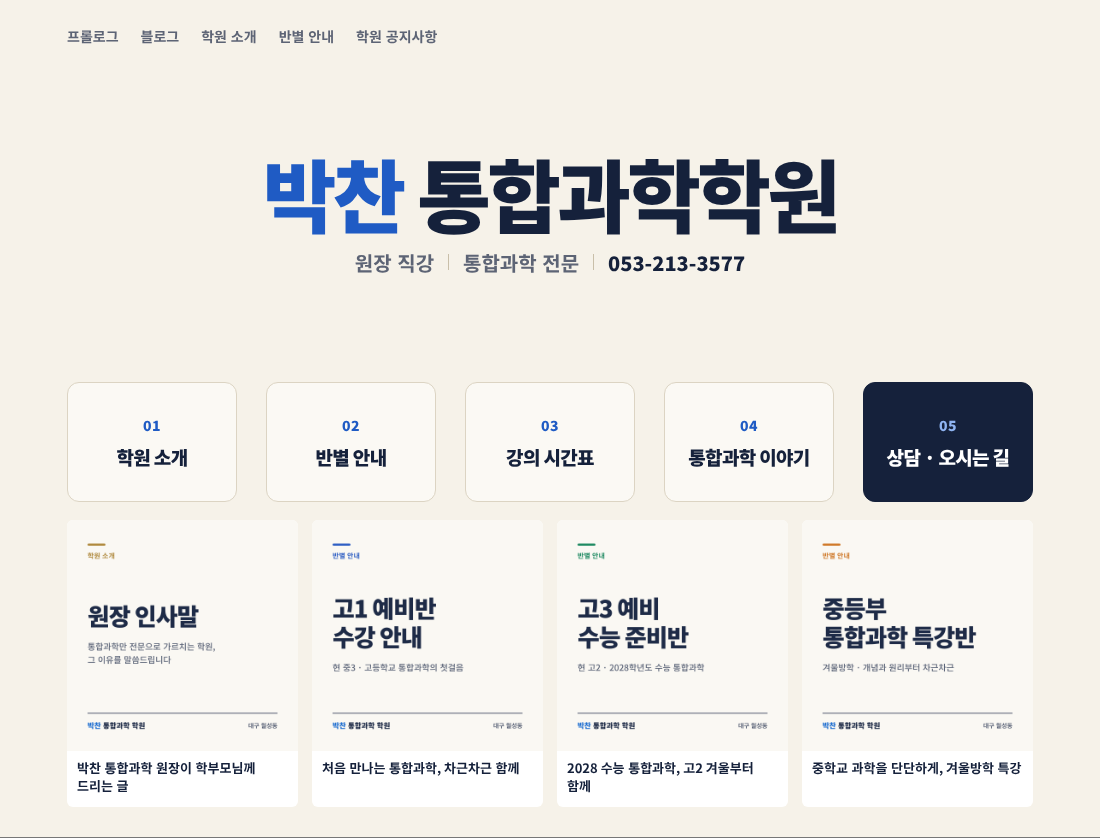 프롤로그 블로그 학원 소개 반별 안내 학원 공지사항
박찬 통합과학학원
원장 직강 통합과학 전문 053-213-3577
01
학원 소개
02
반별 안내
03
강의 시간표
04
통합과학 이야기
05
상담 · 오시는 길
학원 소개
원장 인사말
통합과학만 전문으로 가르치는 학원,
그 이유를 말씀드립니다
박찬 통합과학 학원 대구 월성동
박찬 통합과학 원장이 학부모님께
드리는 글
반별 안내
고1 예비반
수강 안내
현 중3 · 고등학교 통합과학의 첫걸음
박찬 통합과학 학원 대구 월성동
처음 만나는 통합과학, 차근차근 함께
반별 안내
고3 예비
수능 준비반
현 고2 · 2028학년도 수능 통합과학
박찬 통합과학 학원 대구 월성동
2028 수능 통합과학, 고2 겨울부터
함께
반별 안내
중등부
통합과학 특강반
겨울방학 · 개념과 원리부터 차근차근
박찬 통합과학 학원 대구 월성동
중학교 과학을 단단하게, 겨울방학 특강